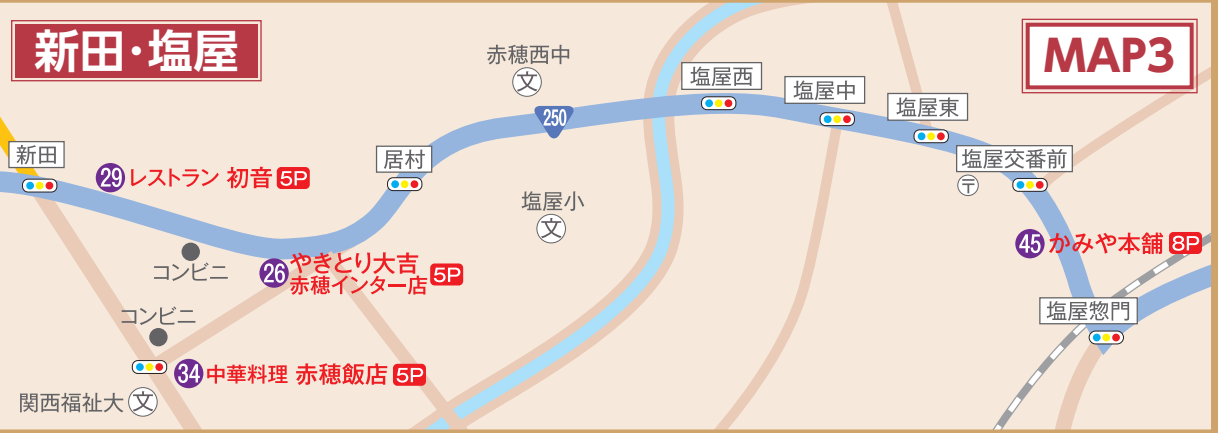 新田・塩屋
MAP3
赤穂西中
文
250
塩屋西
塩屋中
塩屋東
塩屋交番前
〒
新田
29 レストラン 初音 5P
居村
塩屋小
文
コンビニ
26 やきとり大吉
赤穂インター店 5P
45 かみや本舗 8P
塩屋惣門
コンビニ
34 中華料理 赤穂飯店 5P
関西福祉大 文